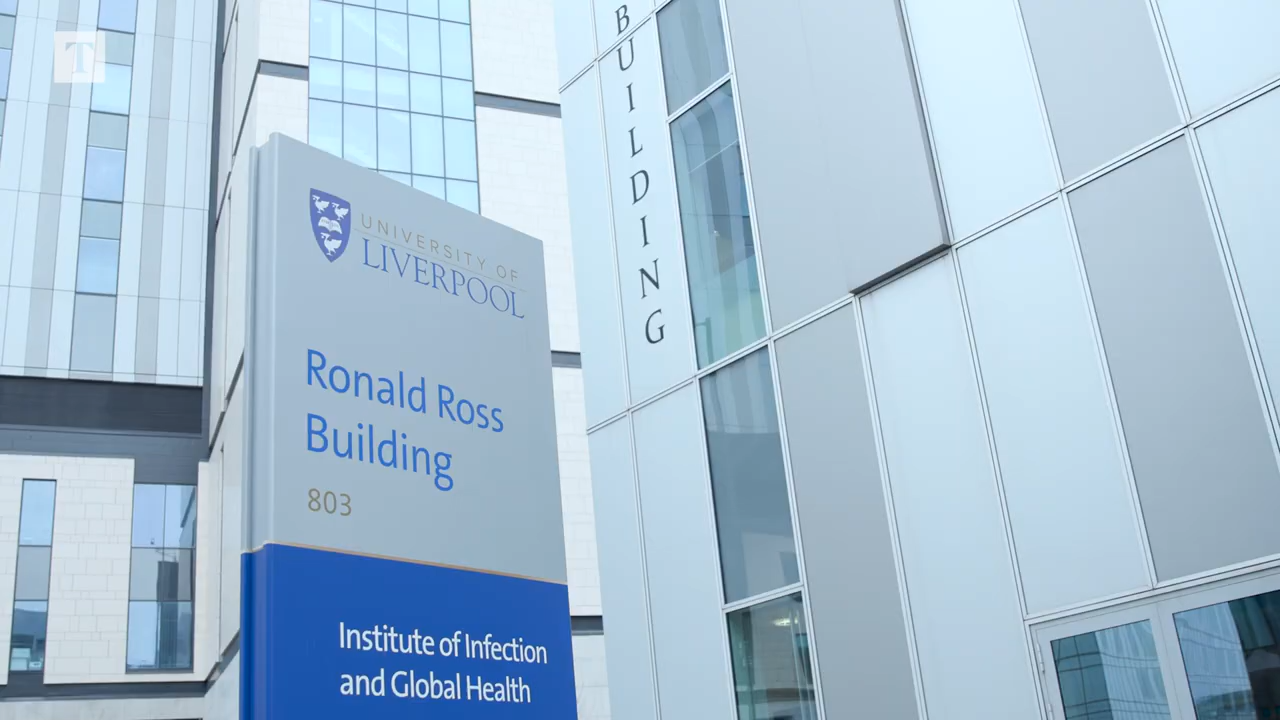 T
UNIVERSITY OF
LIVERPOOL
Ronald Ross
Building
803
Institute of Infection
and Global Health
BUILDING